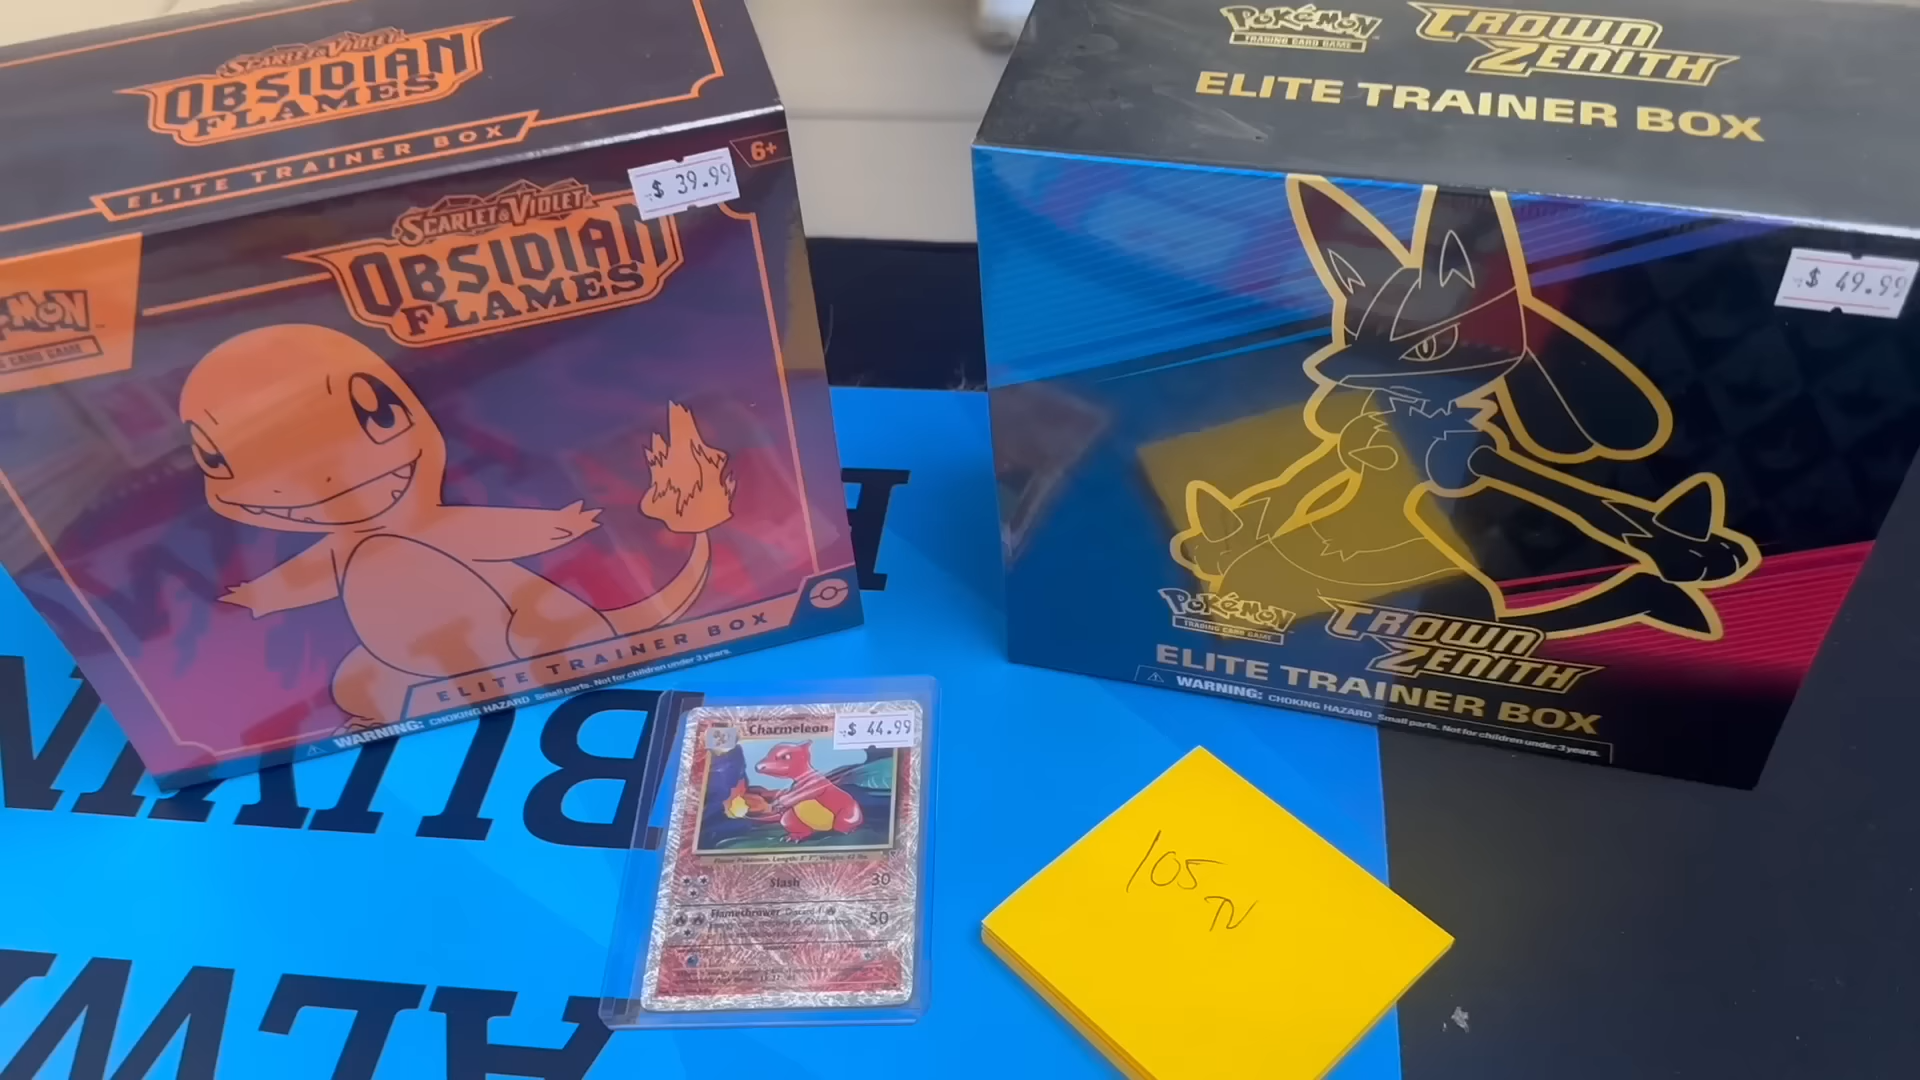 SCARLET & VIOLET
OBSIDIAN
FLAMES
ELITE TRAINER BOX
6+
$ 39.99
SCARLET & VIOLET
OBSIDIAN
FLAMES
ELITE TRAINER BOX
WARNING: CHOKING HAZARD Small parts. Not for children under 3 years.
POKéMON
TRADING CARD GAME
CROWN
ZENITH
ELITE TRAINER BOX
$ 49.99
POKéMON
TRADING CARD GAME
CROWN
ZENITH
ELITE TRAINER BOX
WARNING: CHOKING HAZARD Small parts. Not for children under 3 years.
Charmeleon
$ 44.99
Slash 30
Flamethrower
50
105
TV